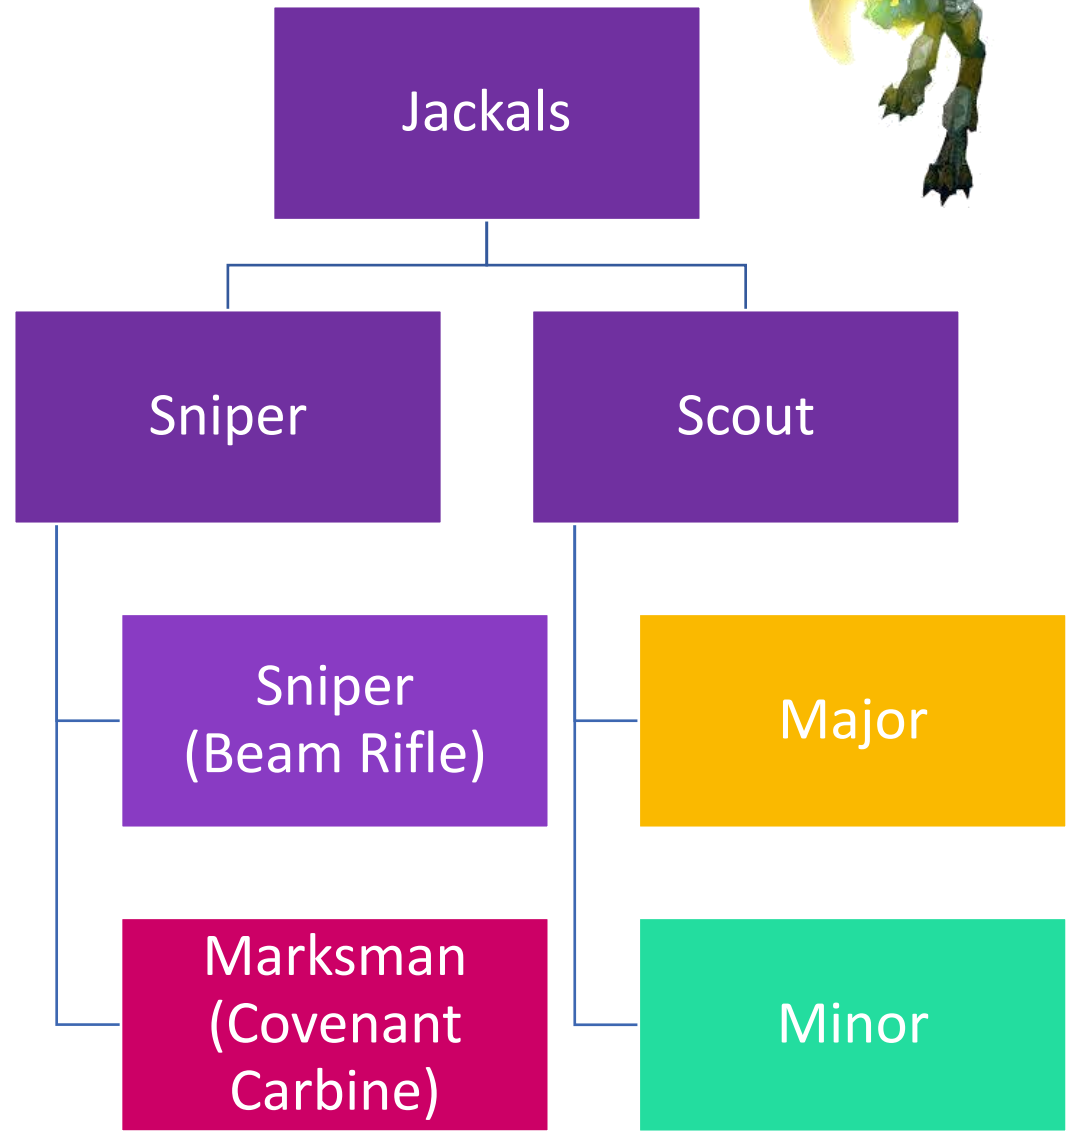 Jackals
Sniper
Scout
Sniper
(Beam Rifle)
Major
Marksman
(Covenant
Carbine)
Minor